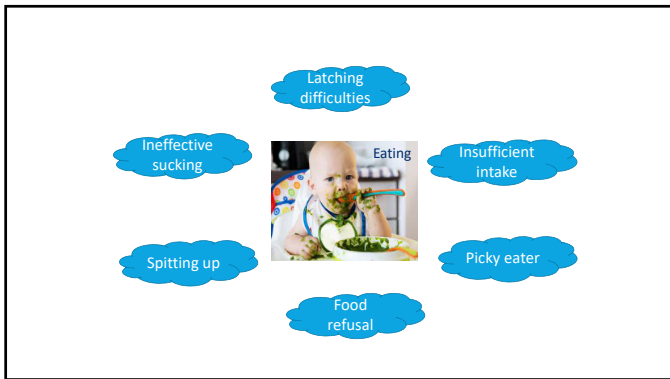 Latching
difficulties
Ineffective
sucking
Eating
Insufficient
intake
Spitting up
Picky eater
Food
refusal